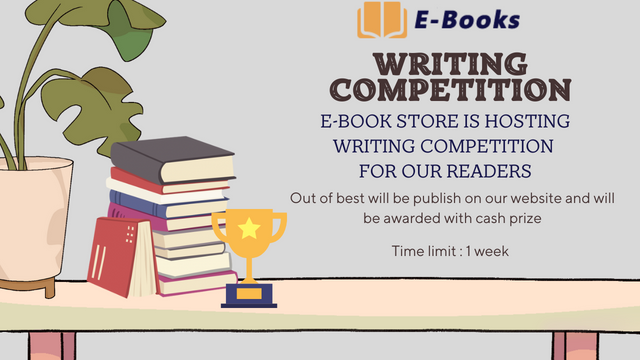 E-Books
WRITING
COMPETITION
E-BOOK STORE IS HOSTING
WRITING COMPETITION
FOR OUR READERS
Out of best will be publish on our website and will
be awarded with cash prize
Time limit : 1 week